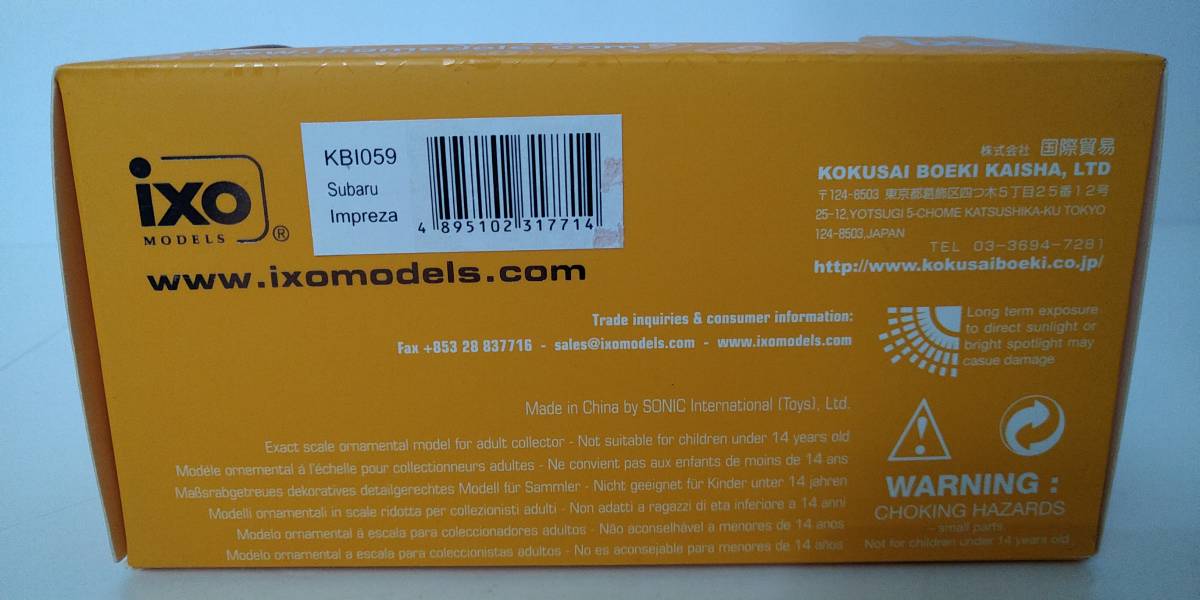 www.ixomodels.com
ixo
ixo
MODELS ®
www.ixomodels.com
KBI059
Subaru
Impreza
4 895102 317714
株式会社 国際貿易
KOKUSAI BOEKI KAISHA, LTD
〒124-8503 東京都葛飾区四つ木5丁目25番12号
25-12,YOTSUGI 5-CHOME KATSUSHIKA-KU TOKYO
124-8503,JAPAN
TEL 03-3694-7281
http://www.kokusaiboeki.co.jp/
Trade inquiries & consumer information:
Fax +853 28 837716 - sales@ixomodels.com - www.ixomodels.com
Long term exposure
to direct sunlight or
bright spotlight may
casue damage
Made in China by SONIC International (Toys), Ltd.
Exact scale ornamental model for adult collector - Not suitable for children under 14 years old
Modèle ornemental á l'échelle pour collectionneurs adultes - Ne convient pas aux enfants de moins de 14 ans
Maßsrabgetreues dekoratives detailgerechtes Modell für Sammler - Nicht geeignet für Kinder unter 14 jahren
Modelli ornamentali in scale ridotta per collezionisti adulti - Non adatti a ragazzi di eta inferiore a 14 anni
Modelo ornamental á escala para coleccionadores adultos - Não aconselhável a menores de 14 anos
Modelo ornamental a escala para coleccionistas adultos - No es aconsejable para menores de 14 años
!
WARNING :
CHOKING HAZARDS
- small parts.
Not for children under 14 years old